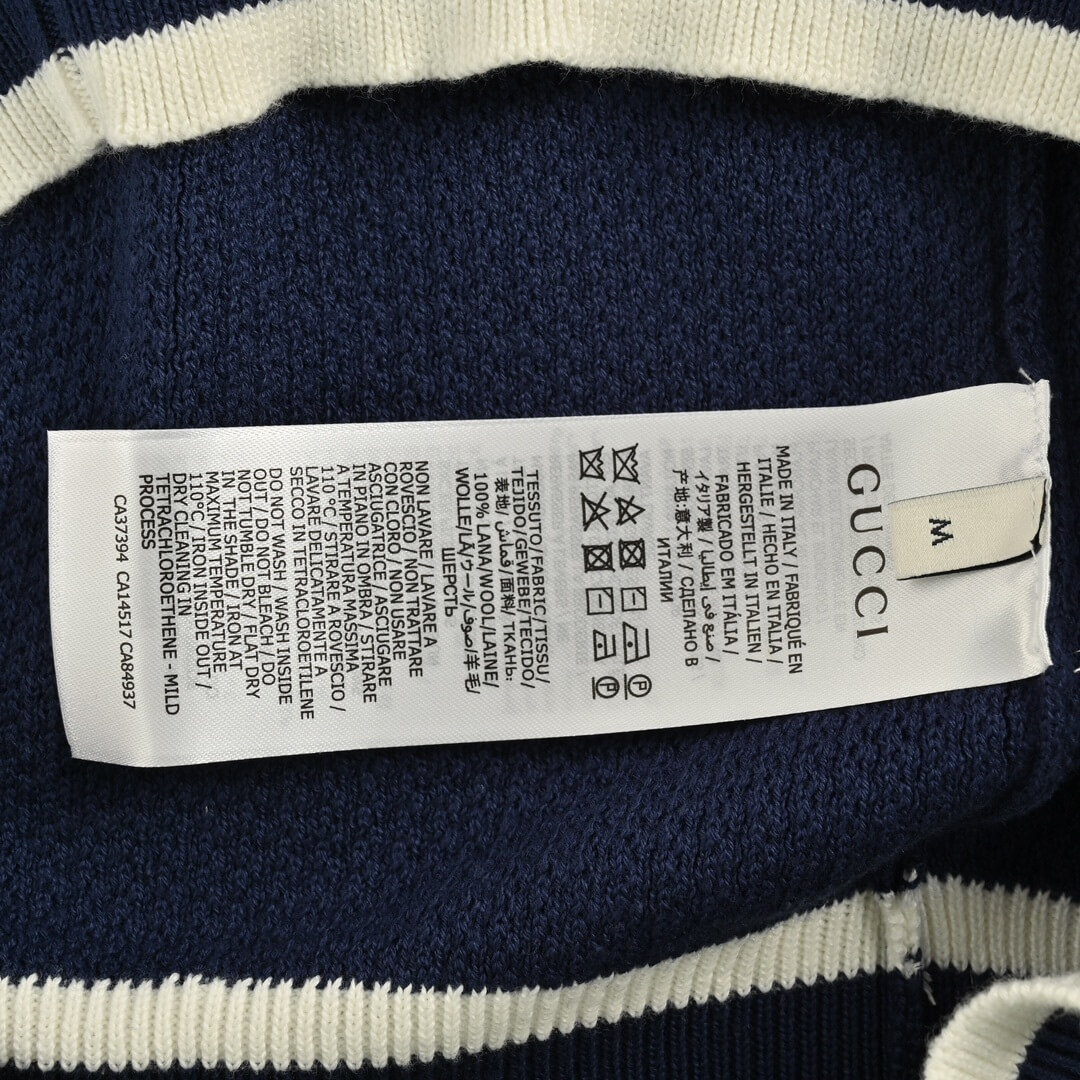 GUCCI
M
MADE IN ITALY / FABRIQUÉ EN
ITALIE / HECHO EN ITALIA /
HERGESTELLT IN ITALIEN /
FABRICADO EM ITALIA /
イタリア製 / صنع في إيطاليا /
产地:意大利 / СДЕЛАНО В
ИТАЛИИ
P
P
TESSUTO/FABRIC/TISSU/
TEJIDO/GEWEBE/TECIDO/
表地/ قماش /面料/ ТКАНЬ:
100% LANA/WOOL/LAINE/
WOLLE/LÃ/ウール/صوف/羊毛/
ШЕРСТЬ
NON LAVARE / LAVARE A
ROVESCIO / NON TRATTARE
CON CLORO / NON USARE
ASCIUGATRICE / ASCIUGARE
IN PIANO IN OMBRA / STIRARE
A TEMPERATURA MASSIMA
110 °C / STIRARE A ROVESCIO /
LAVARE DELICATAMENTE A
SECCO IN TETRACLOROETILENE
DO NOT WASH / WASH INSIDE
OUT / DO NOT BLEACH / DO
NOT TUMBLE DRY / FLAT DRY
IN THE SHADE / IRON AT
MAXIMUM TEMPERATURE
110°C / IRON INSIDE OUT /
DRY CLEANING IN
TETRACHLOROETHENE - MILD
PROCESS
CA37394 CA14517 CA84937